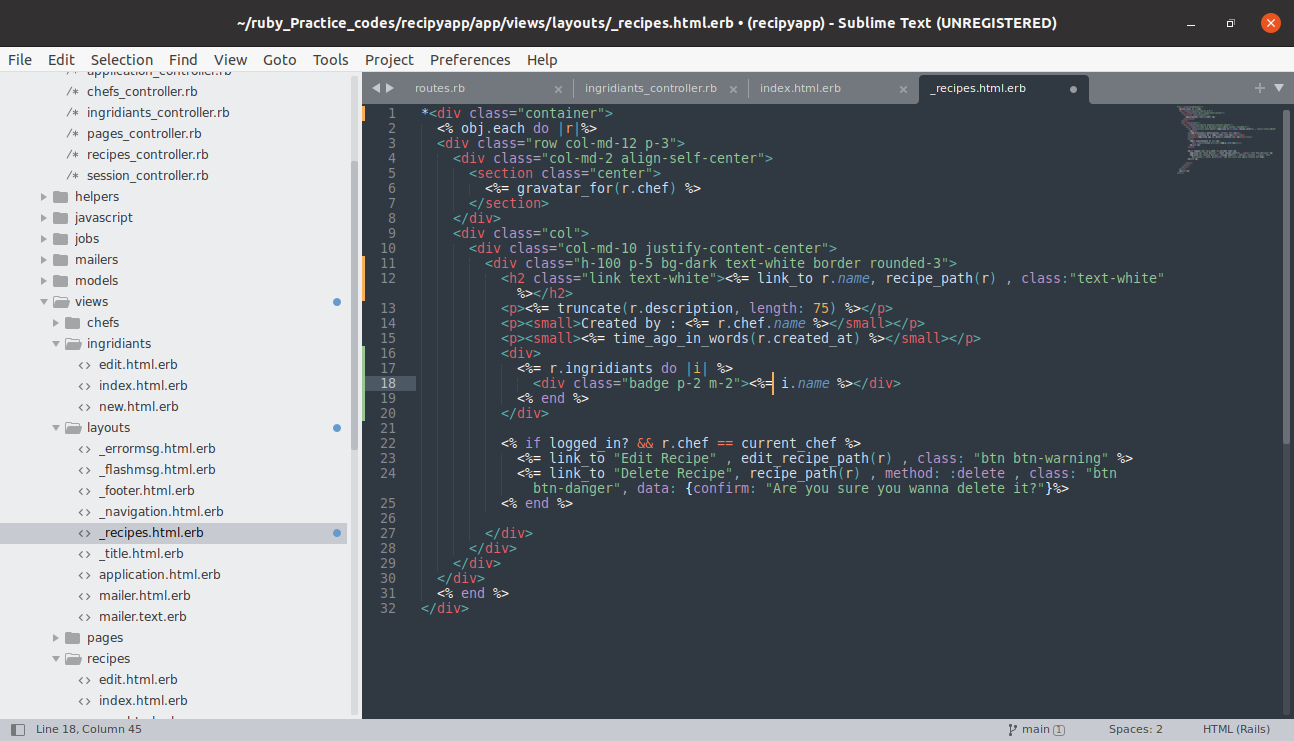 ~/ruby_Practice_codes/recipyapp/app/views/layouts/_recipes.html.erb • (recipyapp) - Sublime Text (UNREGISTERED)
File Edit Selection Find View Goto Tools Project Preferences Help
/* application_controller.rb
/* chefs_controller.rb
/* ingridiants_controller.rb
/* pages_controller.rb
/* recipes_controller.rb
/* session_controller.rb
helpers
javascript
jobs
mailers
models
views
chefs
ingridiants
<> edit.html.erb
<> index.html.erb
<> new.html.erb
layouts
<> _errormsg.html.erb
<> _flashmsg.html.erb
<> _footer.html.erb
<> _navigation.html.erb
<> _recipes.html.erb
<> _title.html.erb
<> application.html.erb
<> mailer.html.erb
<> mailer.text.erb
pages
recipes
<> edit.html.erb
<> index.html.erb
routes.rb × ingridiants_controller.rb × index.html.erb × _recipes.html.erb •
1 *<div class="container">
2 <% obj.each do |r|%>
3 <div class="row col-md-12 p-3">
4 <div class="col-md-2 align-self-center">
5 <section class="center">
6 <%= gravatar_for(r.chef) %>
7 </section>
8 </div>
9 <div class="col">
10 <div class="col-md-10 justify-content-center">
11 <div class="h-100 p-5 bg-dark text-white border rounded-3">
12 <h2 class="link text-white"><%= link_to r.name, recipe_path(r) , class:"text-white"
%></h2>
13 <p><%= truncate(r.description, length: 75) %></p>
14 <p><small>Created by : <%= r.chef.name %></small></p>
15 <p><small><%= time_ago_in_words(r.created_at) %></small></p>
16 <div>
17 <%= r.ingridiants do |i| %>
18 <div class="badge p-2 m-2"><%= i.name %></div>
19 <% end %>
20 </div>
21
22 <% if logged_in? && r.chef == current_chef %>
23 <%= link_to "Edit Recipe" , edit_recipe_path(r) , class: "btn btn-warning" %>
24 <%= link_to "Delete Recipe", recipe_path(r) , method: :delete , class: "btn
btn-danger", data: {confirm: "Are you sure you wanna delete it?"}%>
25 <% end %>
26
27 </div>
28 </div>
29 </div>
30 </div>
31 <% end %>
32 </div>
Line 18, Column 45
main 1
Spaces: 2
HTML (Rails)